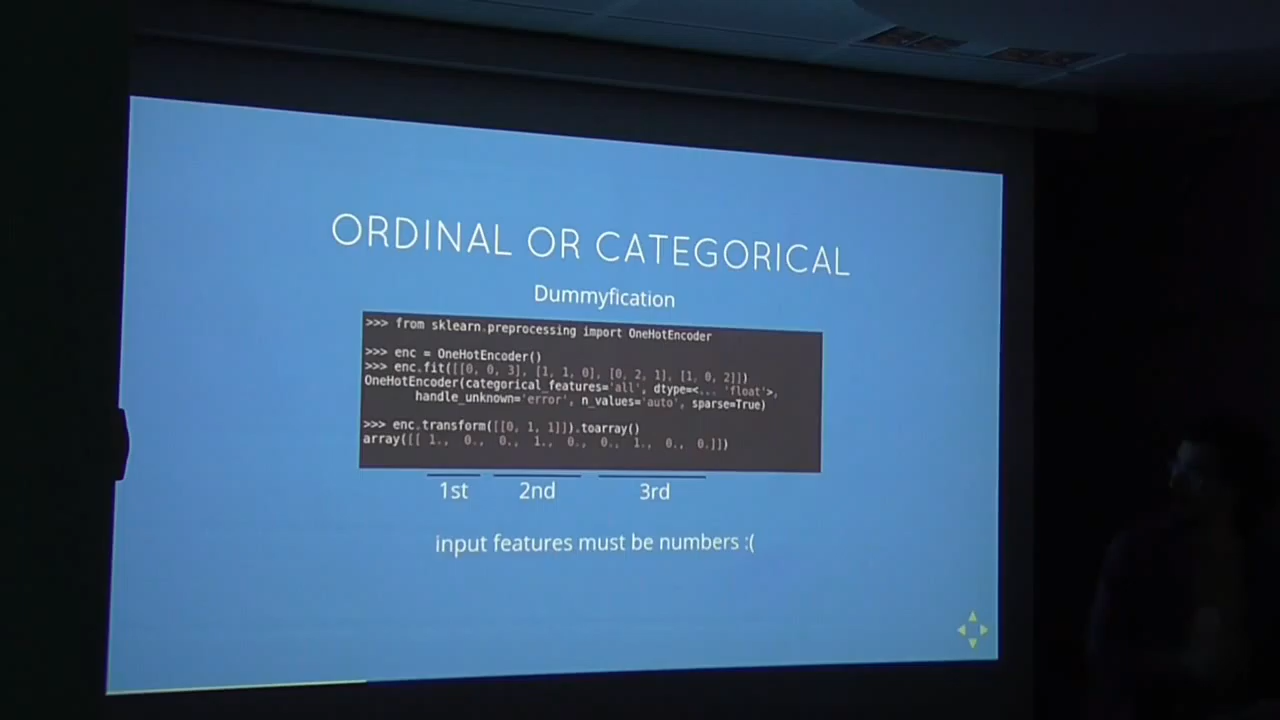 ORDINAL OR CATEGORICAL
Dummyfication
>>> from sklearn.preprocessing import OneHotEncoder
>>> enc = OneHotEncoder()
>>> enc.fit([[0, 0, 3], [1, 1, 0], [0, 2, 1], [1, 0, 2]])
OneHotEncoder(categorical_features='all', dtype=<... 'float'>,
handle_unknown='error', n_values='auto', sparse=True)
>>> enc.transform([[0, 1, 1]]).toarray()
array([[ 1., 0., 0., 1., 0., 0., 1., 0., 0.]])
1st 2nd 3rd
input features must be numbers :(